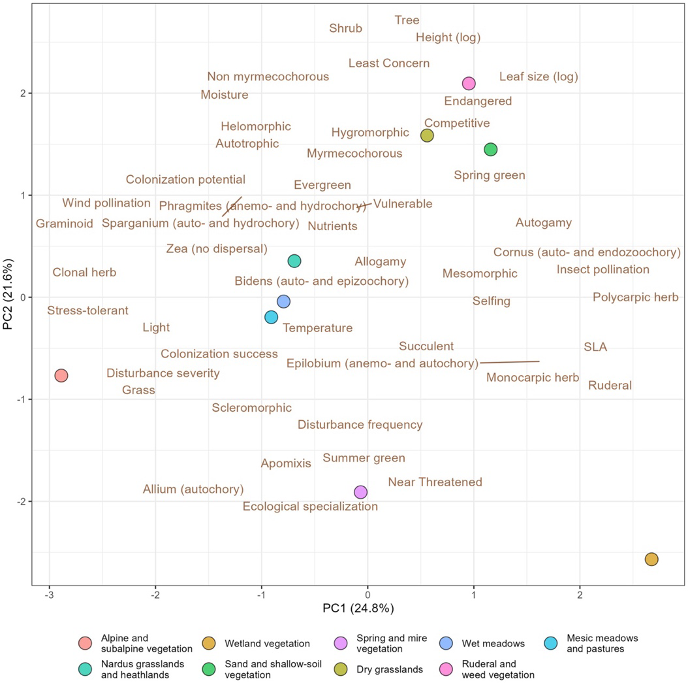 Tree
Shrub
Height (log)
Least Concern
Non myrmecochorous
Leaf size (log)
2
Moisture
Endangered
Competitive
Helomorphic
Hygromorphic
Autotrophic
Myrmecochorous
Spring green
Colonization potential
Evergreen
1
Wind pollination
Phragmites (anemo- and hydrochory)
Vulnerable
Graminoid
Sparganium (auto- and hydrochory)
Nutrients
Autogamy
Zea (no dispersal)
Cornus (auto- and endozoochory)
Allogamy
Insect pollination
Clonal herb
Mesomorphic
Bidens (auto- and epizoochory)
0
Selfing
Polycarpic herb
Stress-tolerant
Light
Temperature
Succulent
SLA
Colonization success
Epilobium (anemo- and autochory)
Disturbance severity
Monocarpic herb
Ruderal
Grass
-1
Scleromorphic
Disturbance frequency
Apomixis
Summer green
Near Threatened
Allium (autochory)
-2
Ecological specialization
PC2 (21.6%)
-3 -2 -1 0 1 2
PC1 (24.8%)
Alpine and
subalpine vegetation
Wetland vegetation
Spring and mire
vegetation
Wet meadows
Mesic meadows
and pastures
Nardus grasslands
and heathlands
Sand and shallow-soil
vegetation
Dry grasslands
Ruderal and
weed vegetation